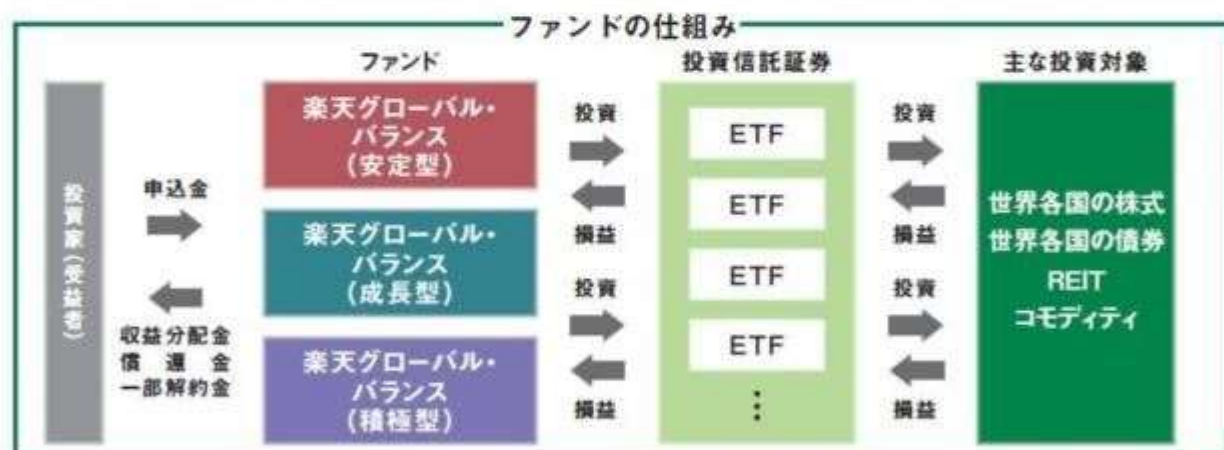 ファンドの仕組み
ファンド
投資信託証券
主な投資対象
投資家(受益者)
申込金
収益分配金
償還金
一部解約金
楽天グローバル・
バランス
(安定型)
楽天グローバル・
バランス
(成長型)
楽天グローバル・
バランス
(積極型)
投資
損益
投資
損益
ETF
ETF
ETF
ETF
⋮
投資
損益
投資
損益
世界各国の株式
世界各国の債券
REIT
コモディティ